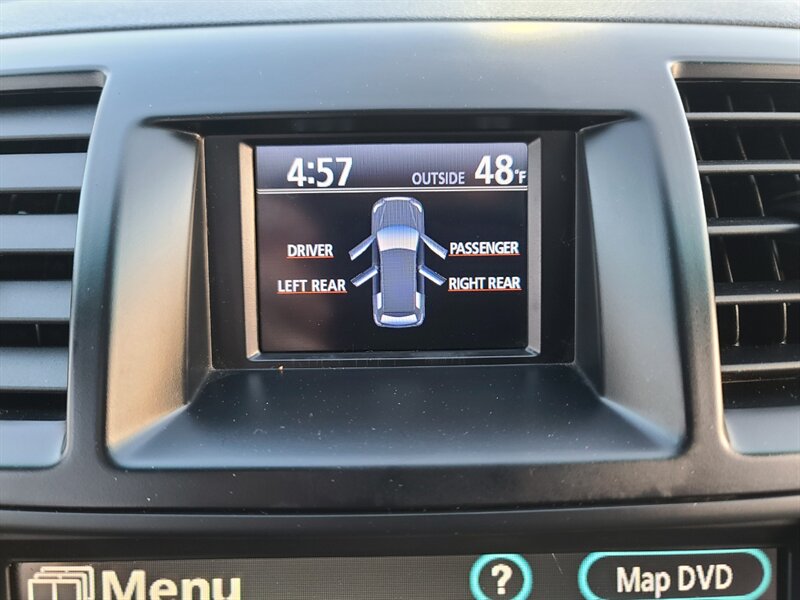 4:57 OUTSIDE 48°F
DRIVER PASSENGER
LEFT REAR RIGHT REAR
Menu ? Map DVD